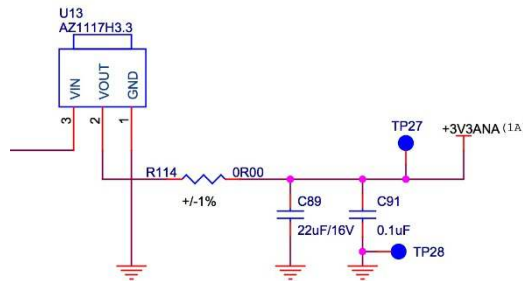 U13
AZ1117H3.3
VIN
VOUT
GND
3
2
1
TP27
+3V3ANA (1A
R114
0R00
+/-1%
C89
C91
22uF/16V
0.1uF
TP28